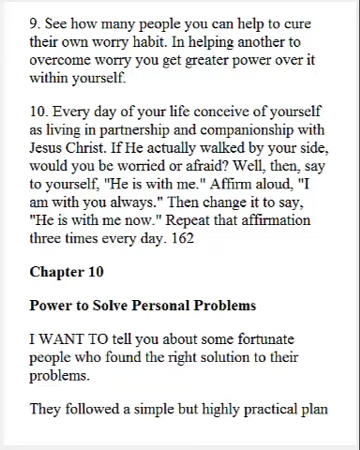 9. See how many people you can help to cure
their own worry habit. In helping another to
overcome worry you get greater power over it
within yourself.
10. Every day of your life conceive of yourself
as living in partnership and companionship with
Jesus Christ. If He actually walked by your side,
would you be worried or afraid? Well, then, say
to yourself, "He is with me." Affirm aloud, "I
am with you always." Then change it to say,
"He is with me now." Repeat that affirmation
three times every day. 162
Chapter 10
Power to Solve Personal Problems
I WANT TO tell you about some fortunate
people who found the right solution to their
problems.
They followed a simple but highly practical plan